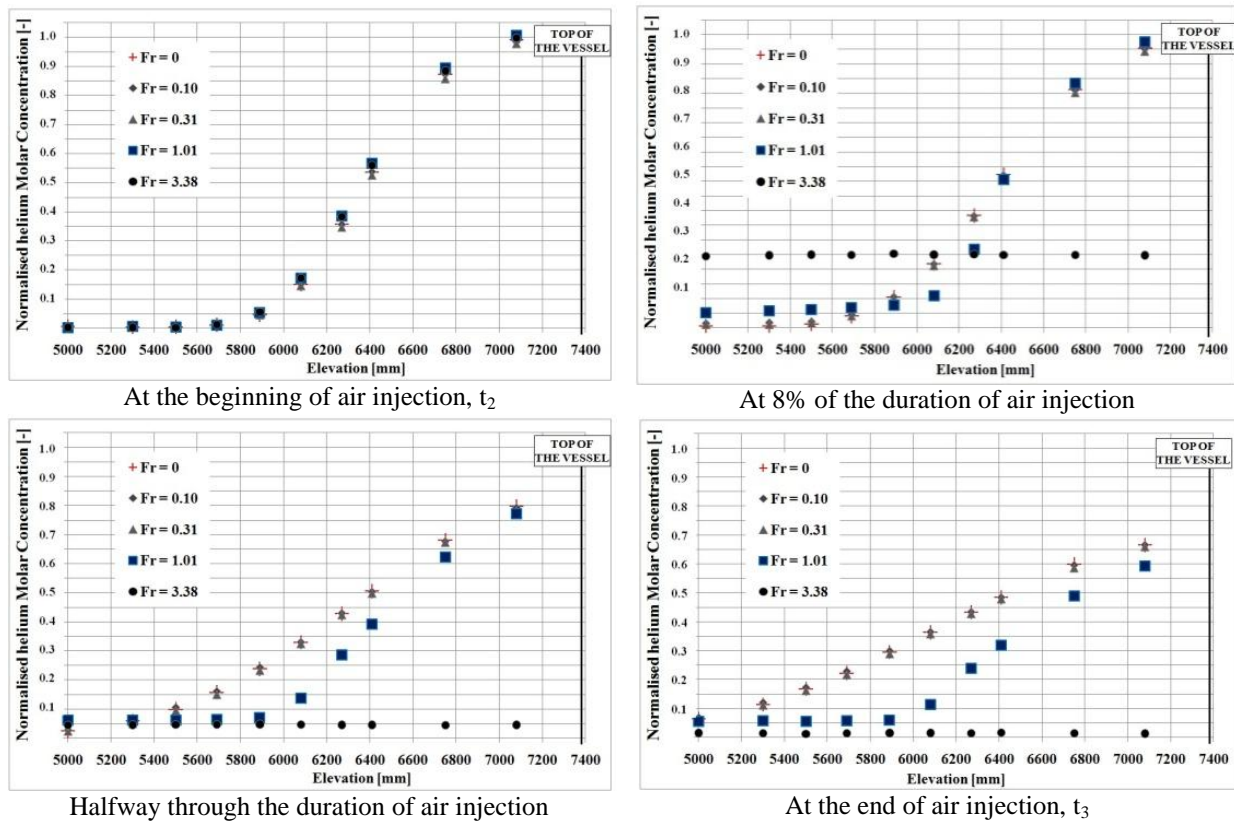 Normalised helium Molar Concentration [-]
1.0
0.9
0.8
0.7
0.6
0.5
0.4
0.3
0.2
0.1
Fr = 0
Fr = 0.10
Fr = 0.31
Fr = 1.01
Fr = 3.38
TOP OF
THE VESSEL
5000 5200 5400 5600 5800 6000 6200 6400 6600 6800 7000 7200 7400
Elevation [mm]
At the beginning of air injection, t2
Normalised helium Molar Concentration [-]
1.0
0.9
0.8
0.7
0.6
0.5
0.4
0.3
0.2
0.1
Fr = 0
Fr = 0.10
Fr = 0.31
Fr = 1.01
Fr = 3.38
TOP OF
THE VESSEL
5000 5200 5400 5600 5800 6000 6200 6400 6600 6800 7000 7200 7400
Elevation [mm]
At 8% of the duration of air injection
Normalised helium Molar Concentration [-]
1.0
0.9
0.8
0.7
0.6
0.5
0.4
0.3
0.2
0.1
Fr = 0
Fr = 0.10
Fr = 0.31
Fr = 1.01
Fr = 3.38
TOP OF
THE VESSEL
5000 5200 5400 5600 5800 6000 6200 6400 6600 6800 7000 7200 7400
Elevation [mm]
Halfway through the duration of air injection
Normalised helium Molar Concentration [-]
1.0
0.9
0.8
0.7
0.6
0.5
0.4
0.3
0.2
0.1
Fr = 0
Fr = 0.10
Fr = 0.31
Fr = 1.01
Fr = 3.38
TOP OF
THE VESSEL
5000 5200 5400 5600 5800 6000 6200 6400 6600 6800 7000 7200 7400
Elevation [mm]
At the end of air injection, t3